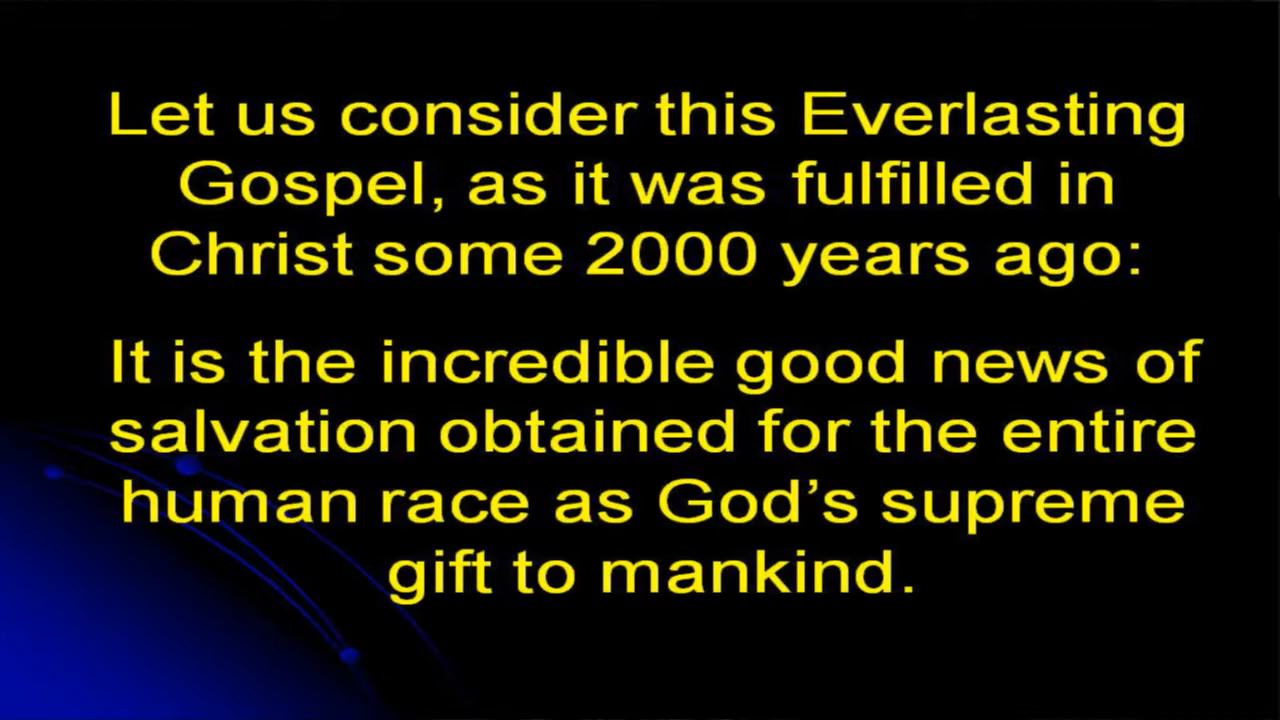 Let us consider this Everlasting
Gospel, as it was fulfilled in
Christ some 2000 years ago:
It is the incredible good news of
salvation obtained for the entire
human race as God’s supreme
gift to mankind.